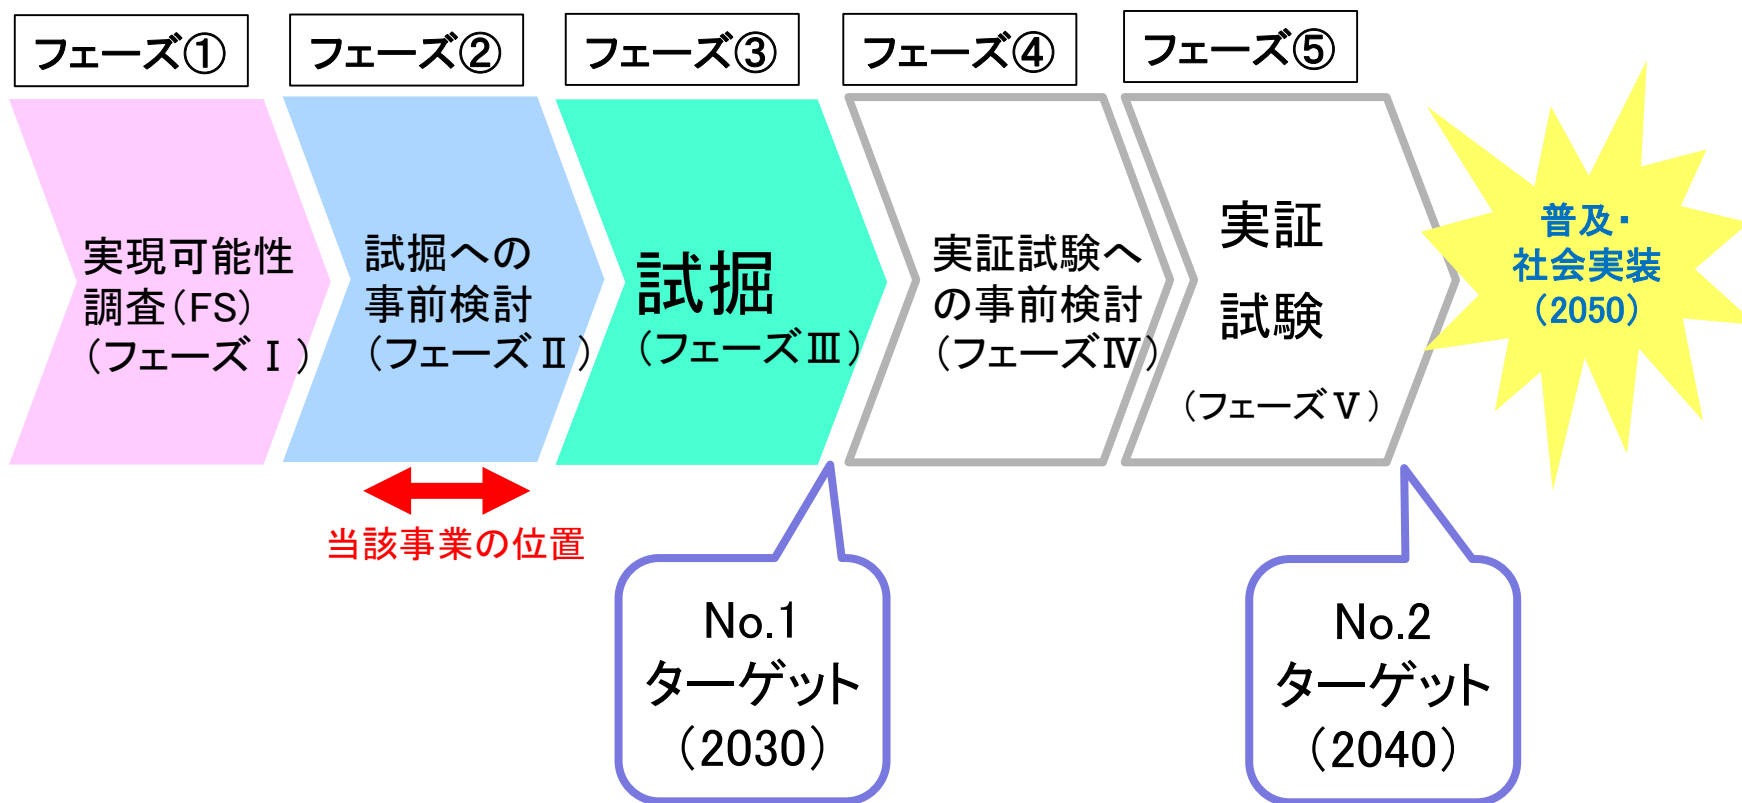 フェーズ①
フェーズ②
フェーズ③
フェーズ④
フェーズ⑤
実現可能性
調査(FS)
(フェーズⅠ)
試掘への
事前検討
(フェーズⅡ)
試掘
(フェーズⅢ)
実証試験へ
の事前検討
(フェーズⅣ)
実証
試験
(フェーズⅤ)
普及・
社会実装
(2050)
当該事業の位置
No.1
ターゲット
(2030)
No.2
ターゲット
(2040)